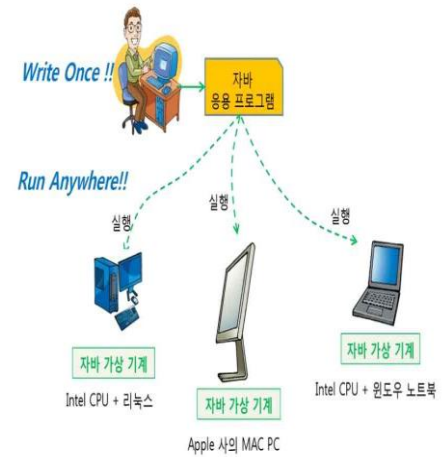 Write Once !!
자바
응용 프로그램
Run Anywhere!!
실행
실행
실행
자바 가상 기계
Intel CPU + 리눅스
자바 가상 기계
Apple 사의 MAC PC
자바 가상 기계
Intel CPU + 윈도우 노트북